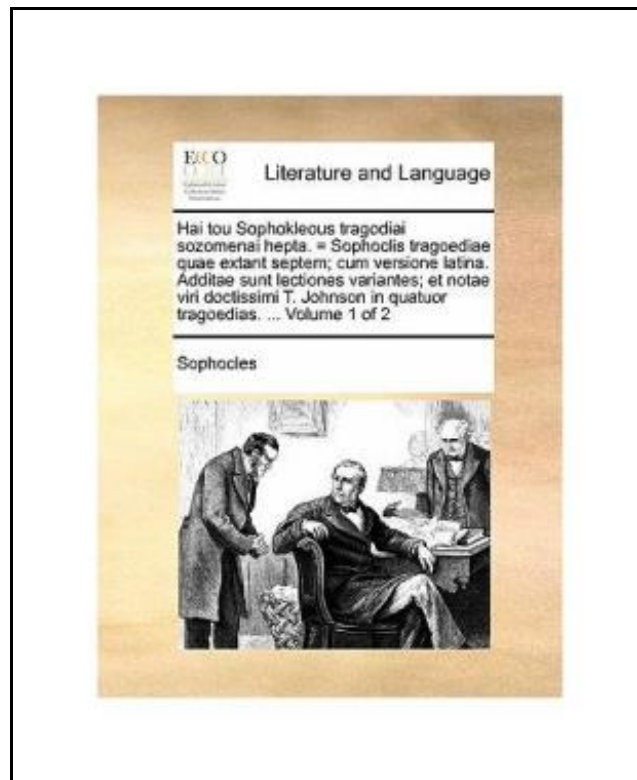 ECCO
Literature and Language
Hai tou Sophokleous tragodiai
sozomenai hepta. = Sophoclis tragoediae
quae extant septem; cum versione latina.
Additae sunt lectiones variantes; et notae
viri doctissimi T. Johnson in quatuor
tragoedias. ... Volume 1 of 2
Sophocles